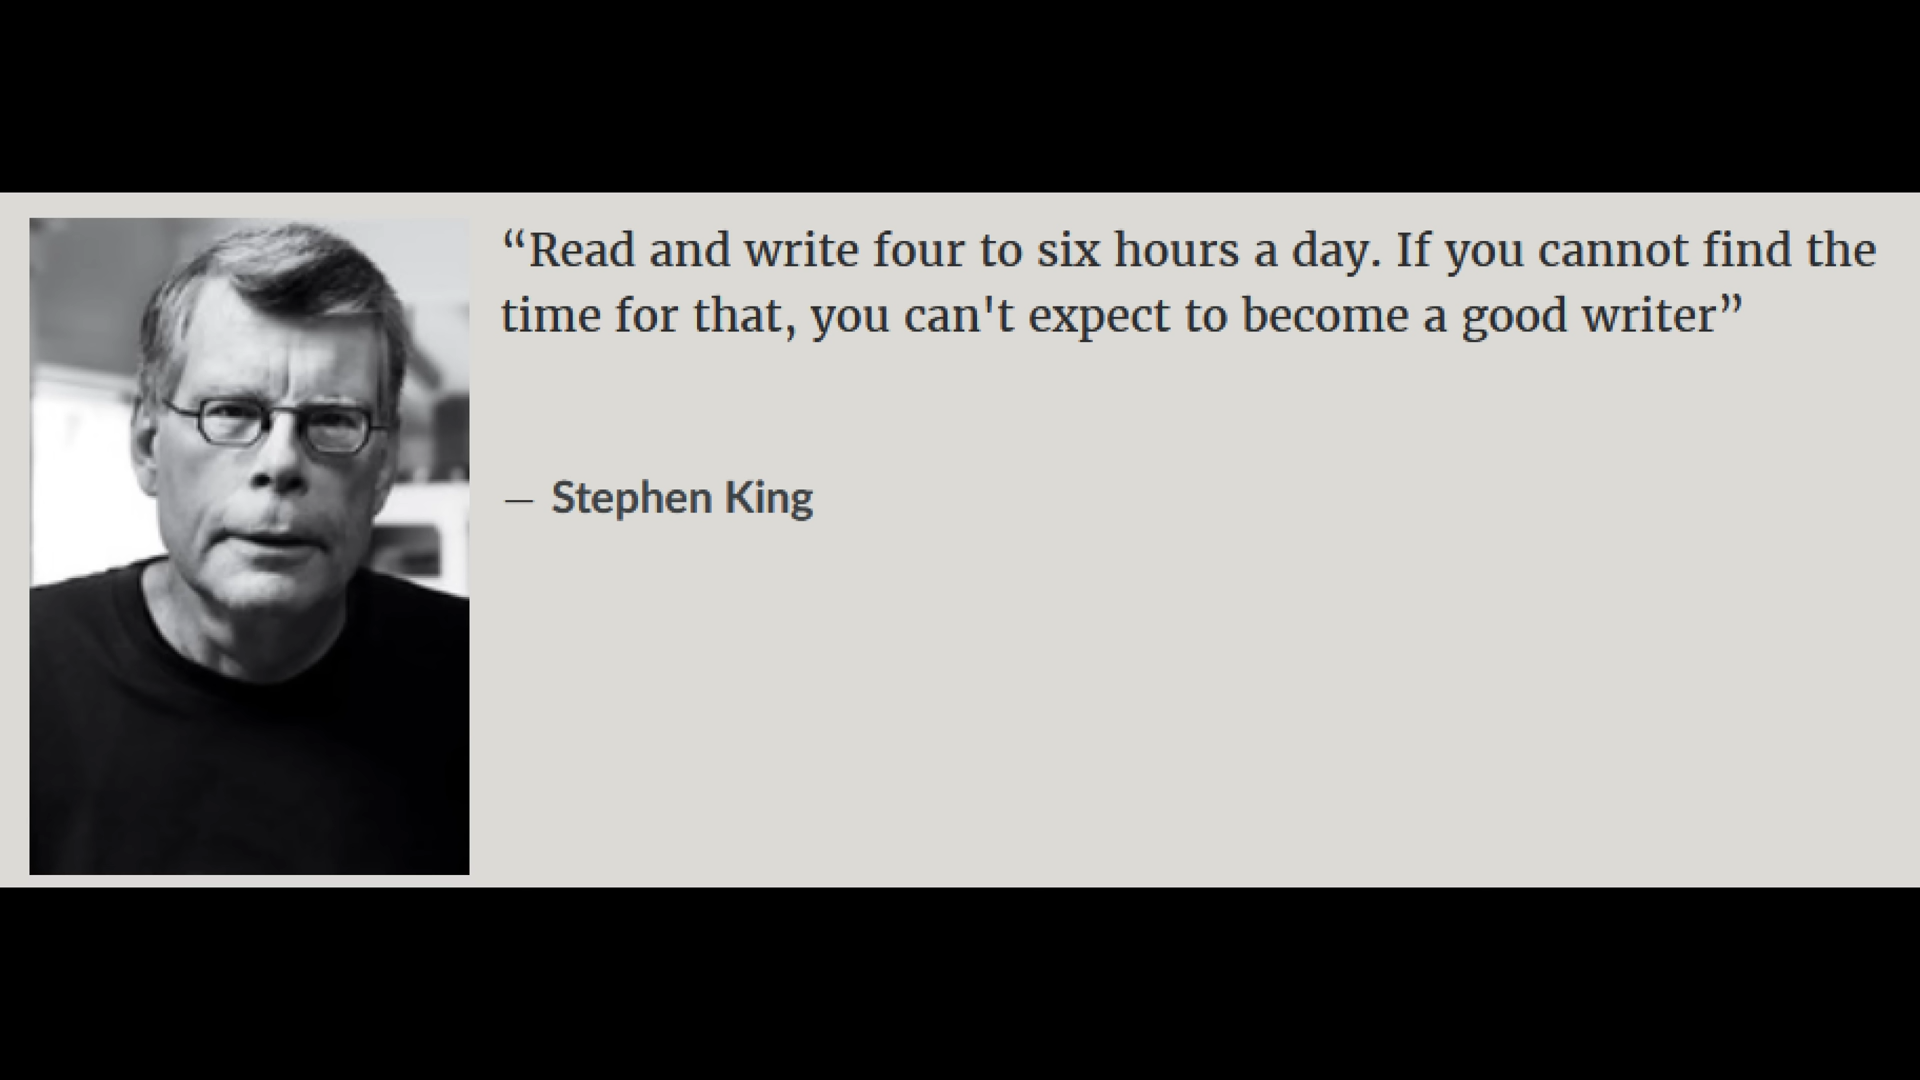 “Read and write four to six hours a day. If you cannot find the
time for that, you can't expect to become a good writer”
— Stephen King